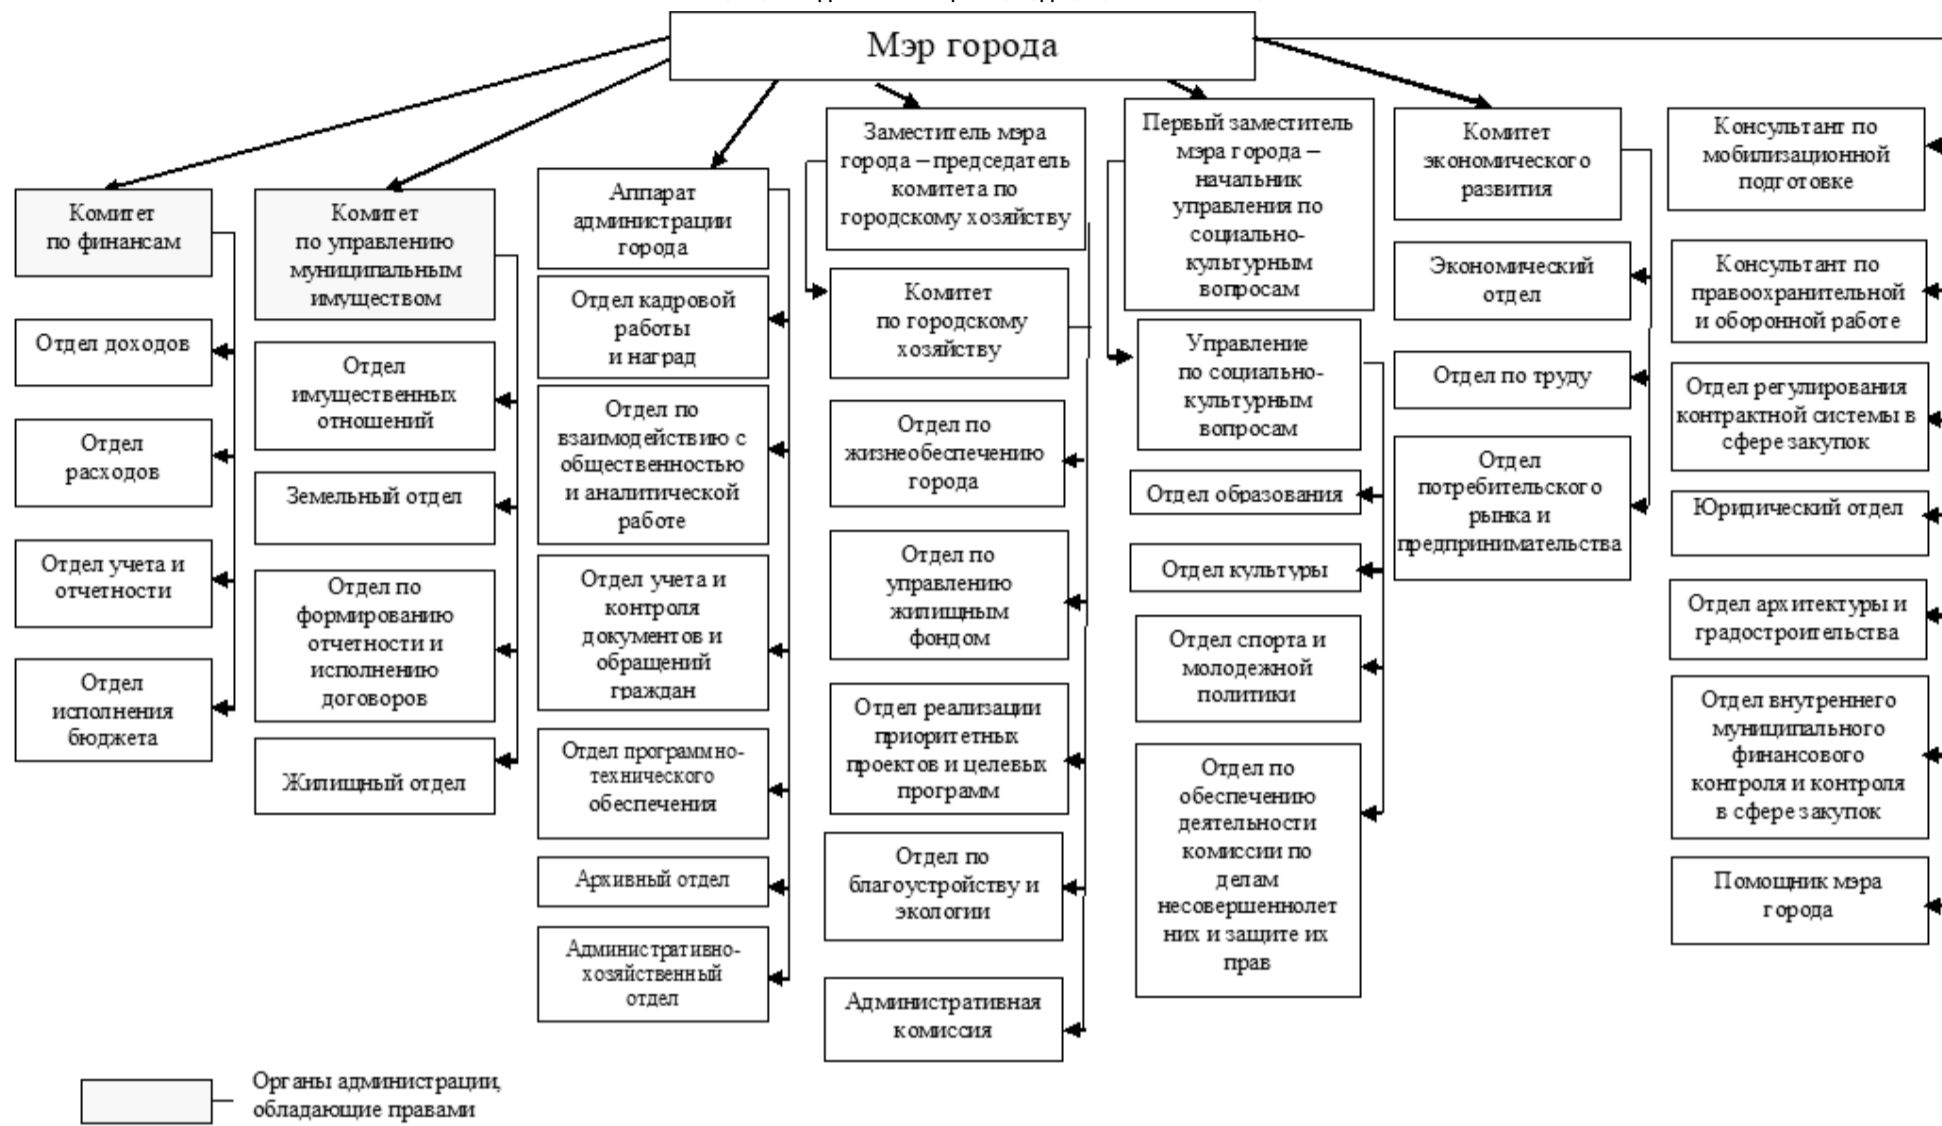 Мэр города
Комитет
по финансам
Отдел доходов
Отдел
расходов
Отдел учета и
отчетности
Отдел
исполнения
бюджета
Комитет
по управлению
муниципальным
имуществом
Отдел
имущественных
отношений
Земельный отдел
Отдел по
формированию
отчетности и
исполнению
договоров
Жилищный отдел
Аппарат
администрации
города
Отдел кадровой
работы
и наград
Отдел по
взаимодействию с
общественностью
и аналитической
работе
Отдел учета и
контроля
документов и
обращений
граждан
Отдел программно-
технического
обеспечения
Архивный отдел
Административно-
хозяйственный
отдел
Заместитель мэра
города – председатель
комитета по
городскому хозяйству
Комитет
по городскому
хозяйству
Отдел по
жизнеобеспечению
города
Отдел по
управлению
жилищным
фондом
Отдел реализации
приоритетных
проектов и целевых
программ
Отдел по
благоустройству и
экологии
Административная
комиссия
Первый заместитель
мэра города –
начальник
управления по
социально-
культурным
вопросам
Управление
по социально-
культурным
вопросам
Отдел образования
Отдел культуры
Отдел спорта и
молодежной
политики
Отдел по
обеспечению
деятельности
комиссии по
делам
несовершеннолет
них и защите их
прав
Комитет
экономического
развития
Экономический
отдел
Отдел по труду
Отдел
потребительского
рынка и
предпринимательства
Консультант по
мобилизационной
подготовке
Консультант по
правоохранительной
и оборонной работе
Отдел регулирования
контрактной системы в
сфере закупок
Юридический отдел
Отдел архитектуры и
градостроительства
Отдел внутреннего
муниципального
финансового
контроля и контроля
в сфере закупок
Помощник мэра
города
Органы администрации,
обладающие правами